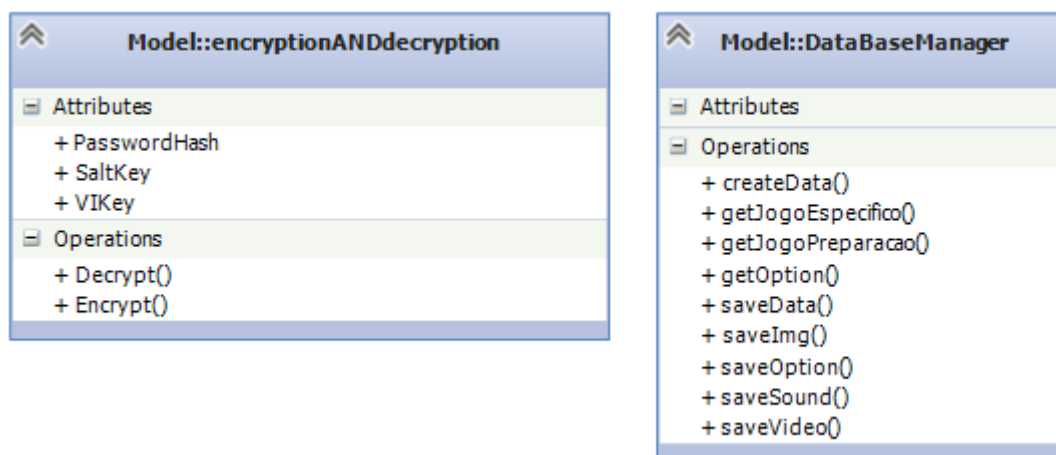 Model::encryptionANDdecryption
Attributes
+ PasswordHash
+ SaltKey
+ VIKey
Operations
+ Decrypt()
+ Encrypt()
Model::DataBaseManager
Attributes
Operations
+ createData()
+ getJogoEspecifico()
+ getJogoPreparacao()
+ getOption()
+ saveData()
+ saveImg()
+ saveOption()
+ saveSound()
+ saveVideo()